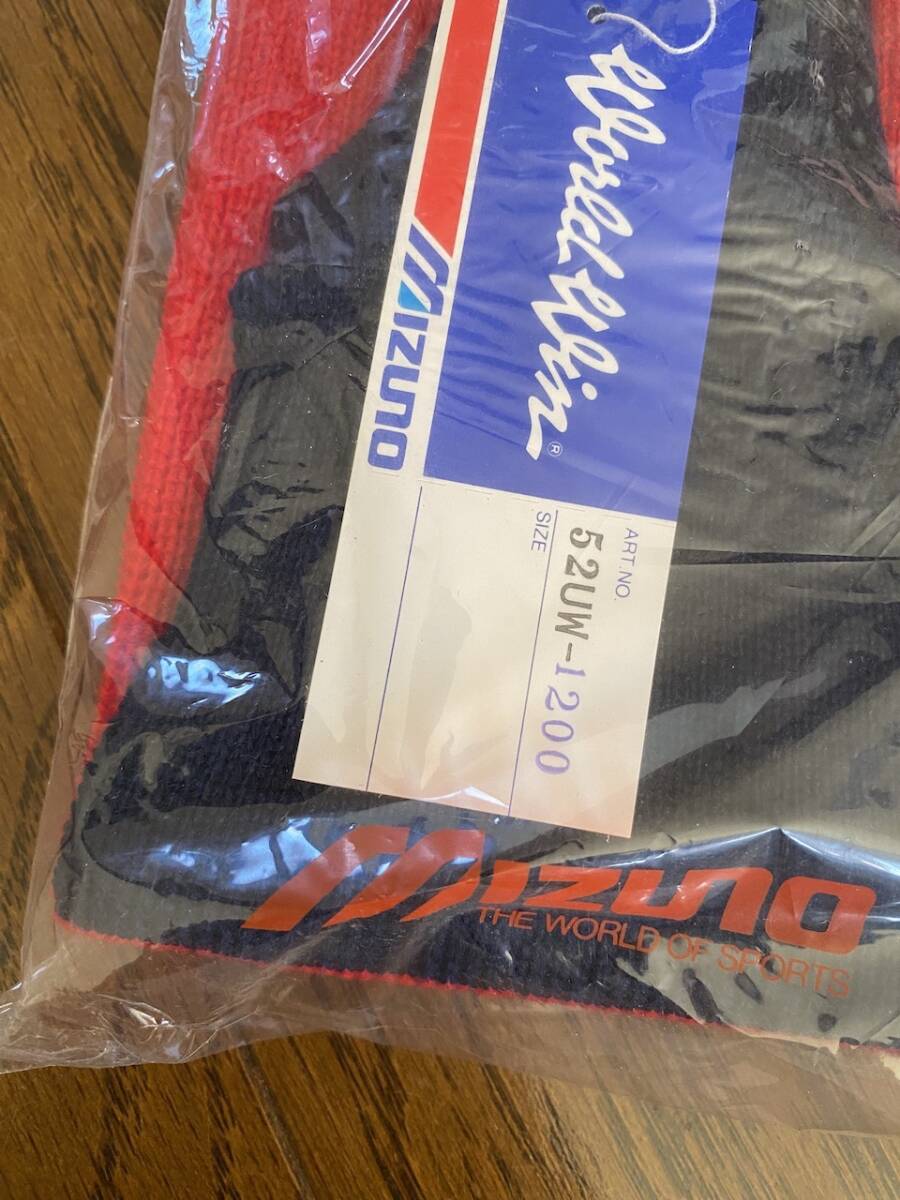 World Win®
MIZUNO
ART.NO.
52UW-1200
SIZE
MIZUNO
THE WORLD OF SPORTS